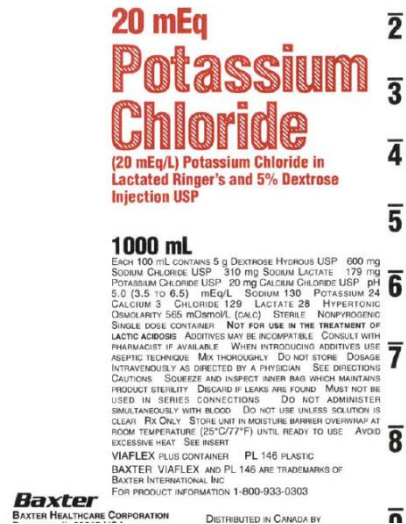 20 mEq
Potassium
Chloride
(20 mEq/L) Potassium Chloride in
Lactated Ringer's and 5% Dextrose
Injection USP
1000 mL
EACH 100 mL CONTAINS 5 g DEXTROSE HYDROUS USP 600 mg
SODIUM CHLORIDE USP 310 mg SODIUM LACTATE 179 mg
POTASSIUM CHLORIDE USP 20 mg CALCIUM CHLORIDE USP pH
5.0 (3.5 TO 6.5) mEq/L SODIUM 130 POTASSIUM 24
CALCIUM 3 CHLORIDE 129 LACTATE 28 HYPERTONIC
OSMOLARITY 565 mOsmol/L (CALC) STERILE NONPYROGENIC
SINGLE DOSE CONTAINER NOT FOR USE IN THE TREATMENT OF
LACTIC ACIDOSIS ADDITIVES MAY BE INCOMPATIBLE CONSULT WITH
PHARMACIST IF AVAILABLE WHEN INTRODUCING ADDITIVES USE
ASEPTIC TECHNIQUE MIX THOROUGHLY DO NOT STORE DOSAGE
INTRAVENOUSLY AS DIRECTED BY A PHYSICIAN SEE DIRECTIONS
CAUTIONS SQUEEZE AND INSPECT INNER BAG WHICH MAINTAINS
PRODUCT STERILITY DISCARD IF LEAKS ARE FOUND MUST NOT BE
USED IN SERIES CONNECTIONS DO NOT ADMINISTER
SIMULTANEOUSLY WITH BLOOD DO NOT USE UNLESS SOLUTION IS
CLEAR RX ONLY STORE UNIT IN MOISTURE BARRIER OVERWRAP AT
ROOM TEMPERATURE (25°C/77°F) UNTIL READY TO USE AVOID
EXCESSIVE HEAT SEE INSERT
VIAFLEX PLUS CONTAINER PL 146 PLASTIC
BAXTER VIAFLEX AND PL 146 ARE TRADEMARKS OF
BAXTER INTERNATIONAL INC
FOR PRODUCT INFORMATION 1-800-933-0303
Baxter
BAXTER HEALTHCARE CORPORATION
DISTRIBUTED IN CANADA BY
2
3
4
5
6
7
8